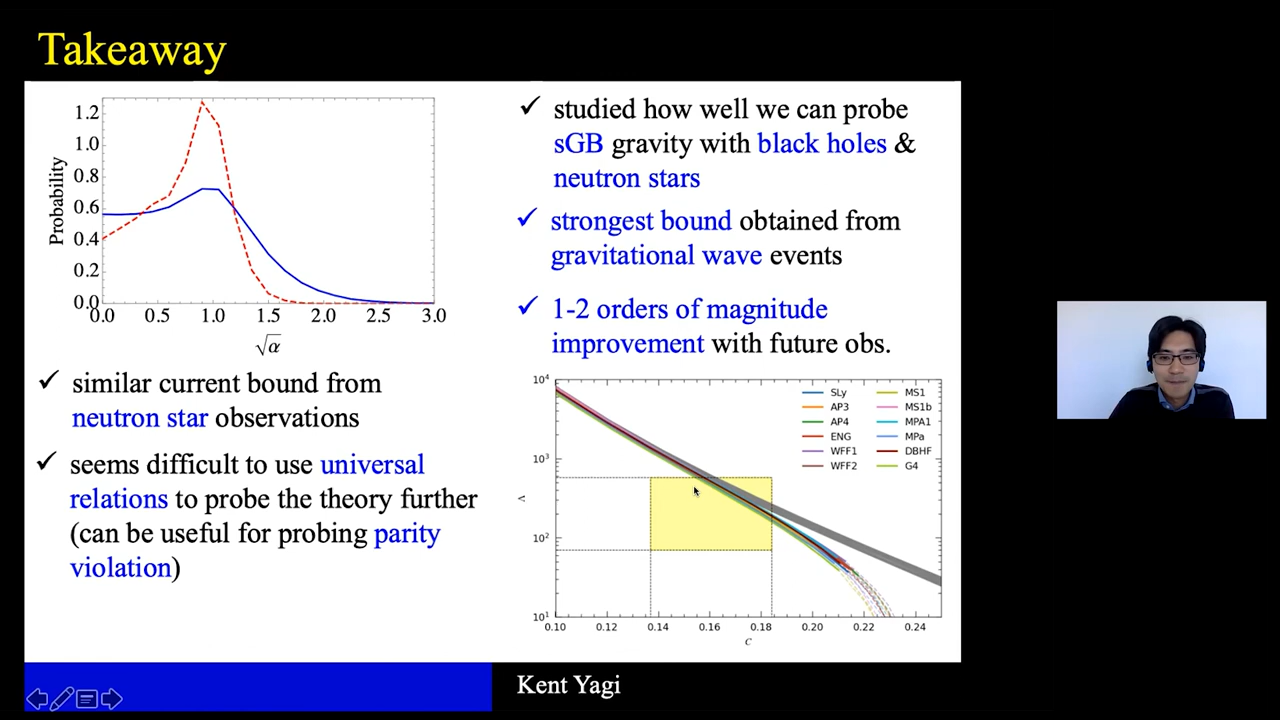 Takeaway
1.2
1.0
0.8
0.6
0.4
0.2
0.0
Probability
0.0 0.5 1.0 1.5 2.0 2.5 3.0
√α
✓ similar current bound from
neutron star observations
✓ seems difficult to use universal
relations to probe the theory further
(can be useful for probing parity
violation)
✓ studied how well we can probe
sGB gravity with black holes &
neutron stars
✓ strongest bound obtained from
gravitational wave events
✓ 1-2 orders of magnitude
improvement with future obs.
10⁴
10³
10²
10¹
Λ
SLy MS1
AP3 MS1b
AP4 MPA1
ENG MPa
WFF1 DBHF
WFF2 G4
0.10 0.12 0.14 0.16 0.18 0.20 0.22 0.24
C
Kent Yagi